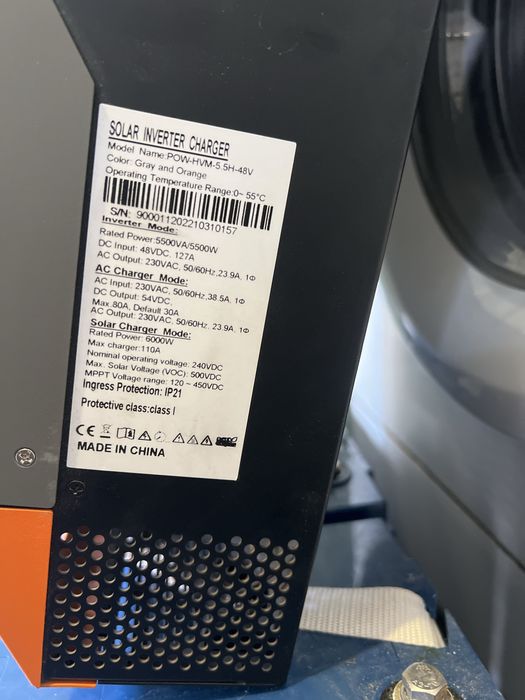 SOLAR INVERTER CHARGER
Model Name:POW-HVM-5.5H-48V
Color: Gray and Orange
Operating Temperature Range:0~ 55°C
S/N: 900011202210310157
Inverter Mode:
Rated Power:5500VA/5500W
DC Input: 48VDC, 127A
AC Output: 230VAC, 50/60Hz,23.9A, 1Φ
AC Charger Mode:
AC Input: 230VAC, 50/60Hz,38.5A, 1Φ
DC Output: 54VDC,
Max.80A, Default 30A
AC Output: 230VAC, 50/60Hz, 23.9A, 1Φ
Solar Charger Mode:
Rated Power: 6000W
Max charger:110A
Nominal operating voltage: 240VDC
Max. Solar Voltage (VOC): 500VDC
MPPT Voltage range: 120 ~ 450VDC
Ingress Protection: IP21
Protective class:class I
CE
MADE IN CHINA